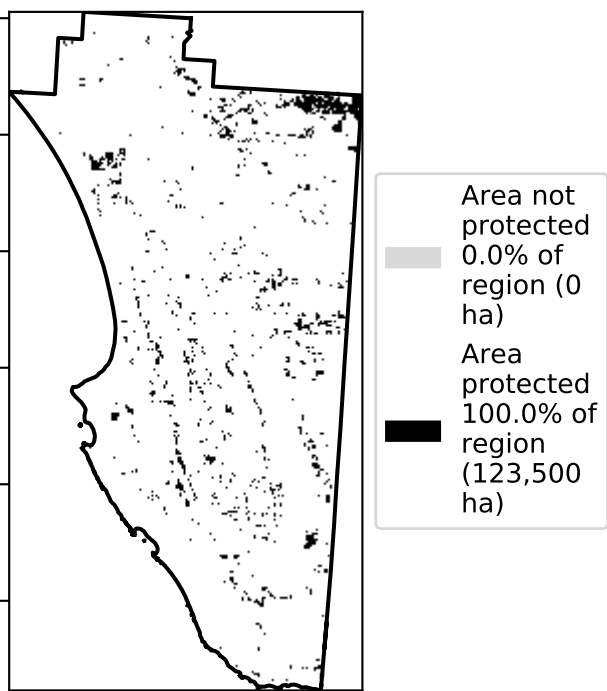 Area not
protected
0.0% of
region (0
ha)
Area
protected
100.0% of
region
(123,500
ha)